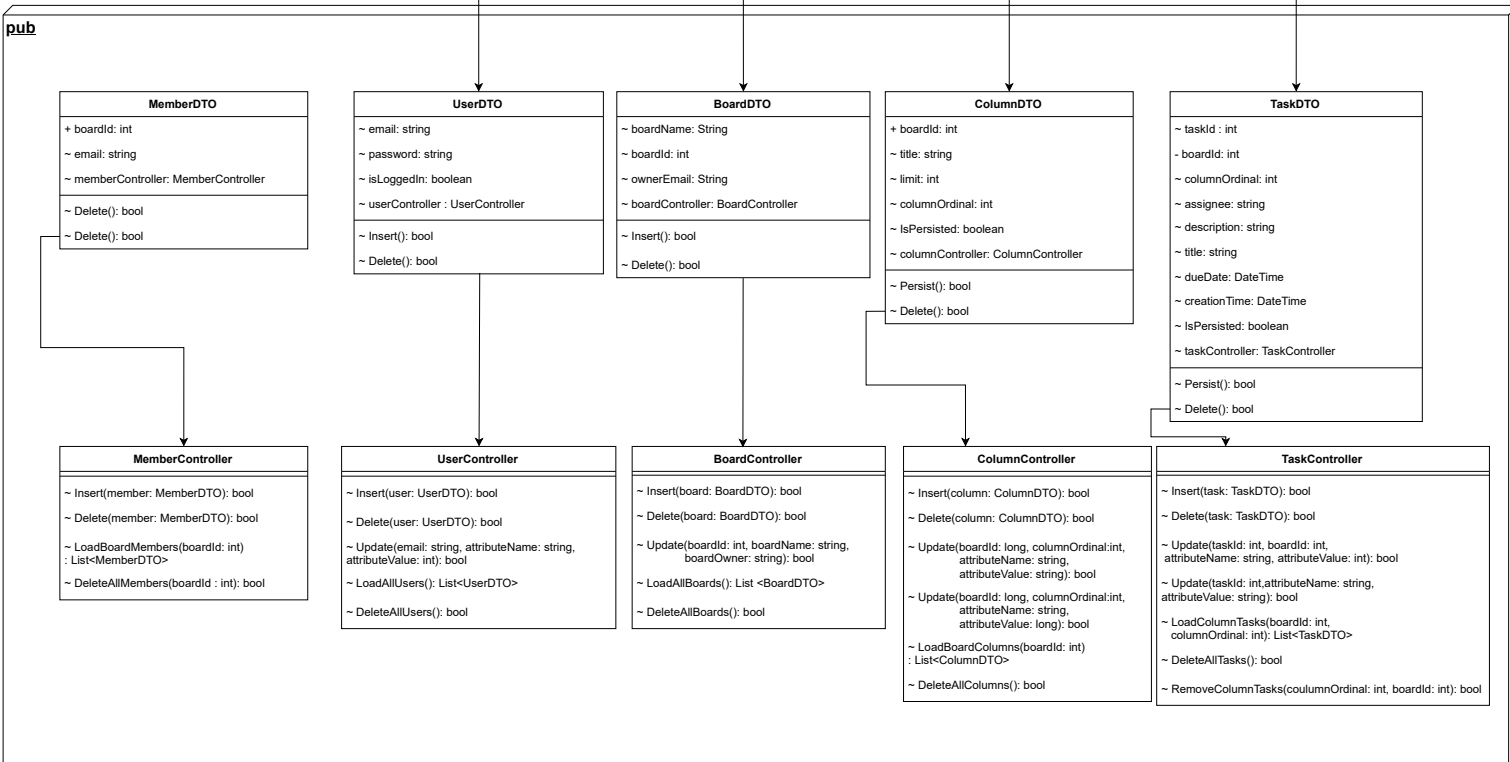 pub
MemberDTO
+ boardId: int
~ email: string
~ memberController: MemberController
~ Delete(): bool
~ Delete(): bool
UserDTO
~ email: string
~ password: string
~ isLoggedIn: boolean
~ userController : UserController
~ Insert(): bool
~ Delete(): bool
BoardDTO
~ boardName: String
~ boardId: int
~ ownerEmail: String
~ boardController: BoardController
~ Insert(): bool
~ Delete(): bool
ColumnDTO
+ boardId: int
~ title: string
~ limit: int
~ columnOrdinal: int
~ IsPersisted: boolean
~ columnController: ColumnController
~ Persist(): bool
~ Delete(): bool
TaskDTO
~ taskId : int
- boardId: int
~ columnOrdinal: int
~ assignee: string
~ description: string
~ title: string
~ dueDate: DateTime
~ creationTime: DateTime
~ IsPersisted: boolean
~ taskController: TaskController
~ Persist(): bool
~ Delete(): bool
MemberController
~ Insert(member: MemberDTO): bool
~ Delete(member: MemberDTO): bool
~ LoadBoardMembers(boardId: int)
: List<MemberDTO>
~ DeleteAllMembers(boardId : int): bool
UserController
~ Insert(user: UserDTO): bool
~ Delete(user: UserDTO): bool
~ Update(email: string, attributeName: string,
attributeValue: int): bool
~ LoadAllUsers(): List<UserDTO>
~ DeleteAllUsers(): bool
BoardController
~ Insert(board: BoardDTO): bool
~ Delete(board: BoardDTO): bool
~ Update(boardId: int, boardName: string,
boardOwner: string): bool
~ LoadAllBoards(): List <BoardDTO>
~ DeleteAllBoards(): bool
ColumnController
~ Insert(column: ColumnDTO): bool
~ Delete(column: ColumnDTO): bool
~ Update(boardId: long, columnOrdinal:int,
attributeName: string,
attributeValue: string): bool
~ Update(boardId: long, columnOrdinal:int,
attributeName: string,
attributeValue: long): bool
~ LoadBoardColumns(boardId: int)
: List<ColumnDTO>
~ DeleteAllColumns(): bool
TaskController
~ Insert(task: TaskDTO): bool
~ Delete(task: TaskDTO): bool
~ Update(taskId: int, boardId: int,
attributeName: string, attributeValue: int): bool
~ Update(taskId: int,attributeName: string,
attributeValue: string): bool
~ LoadColumnTasks(boardId: int,
columnOrdinal: int): List<TaskDTO>
~ DeleteAllTasks(): bool
~ RemoveColumnTasks(coulumnOrdinal: int, boardId: int): bool